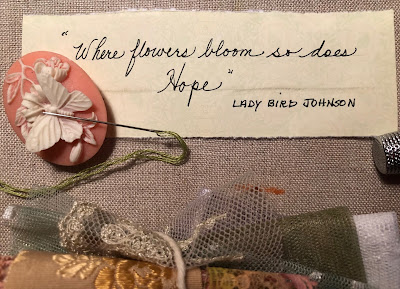 "Where flowers bloom so does
Hope"
LADY BIRD JOHNSON